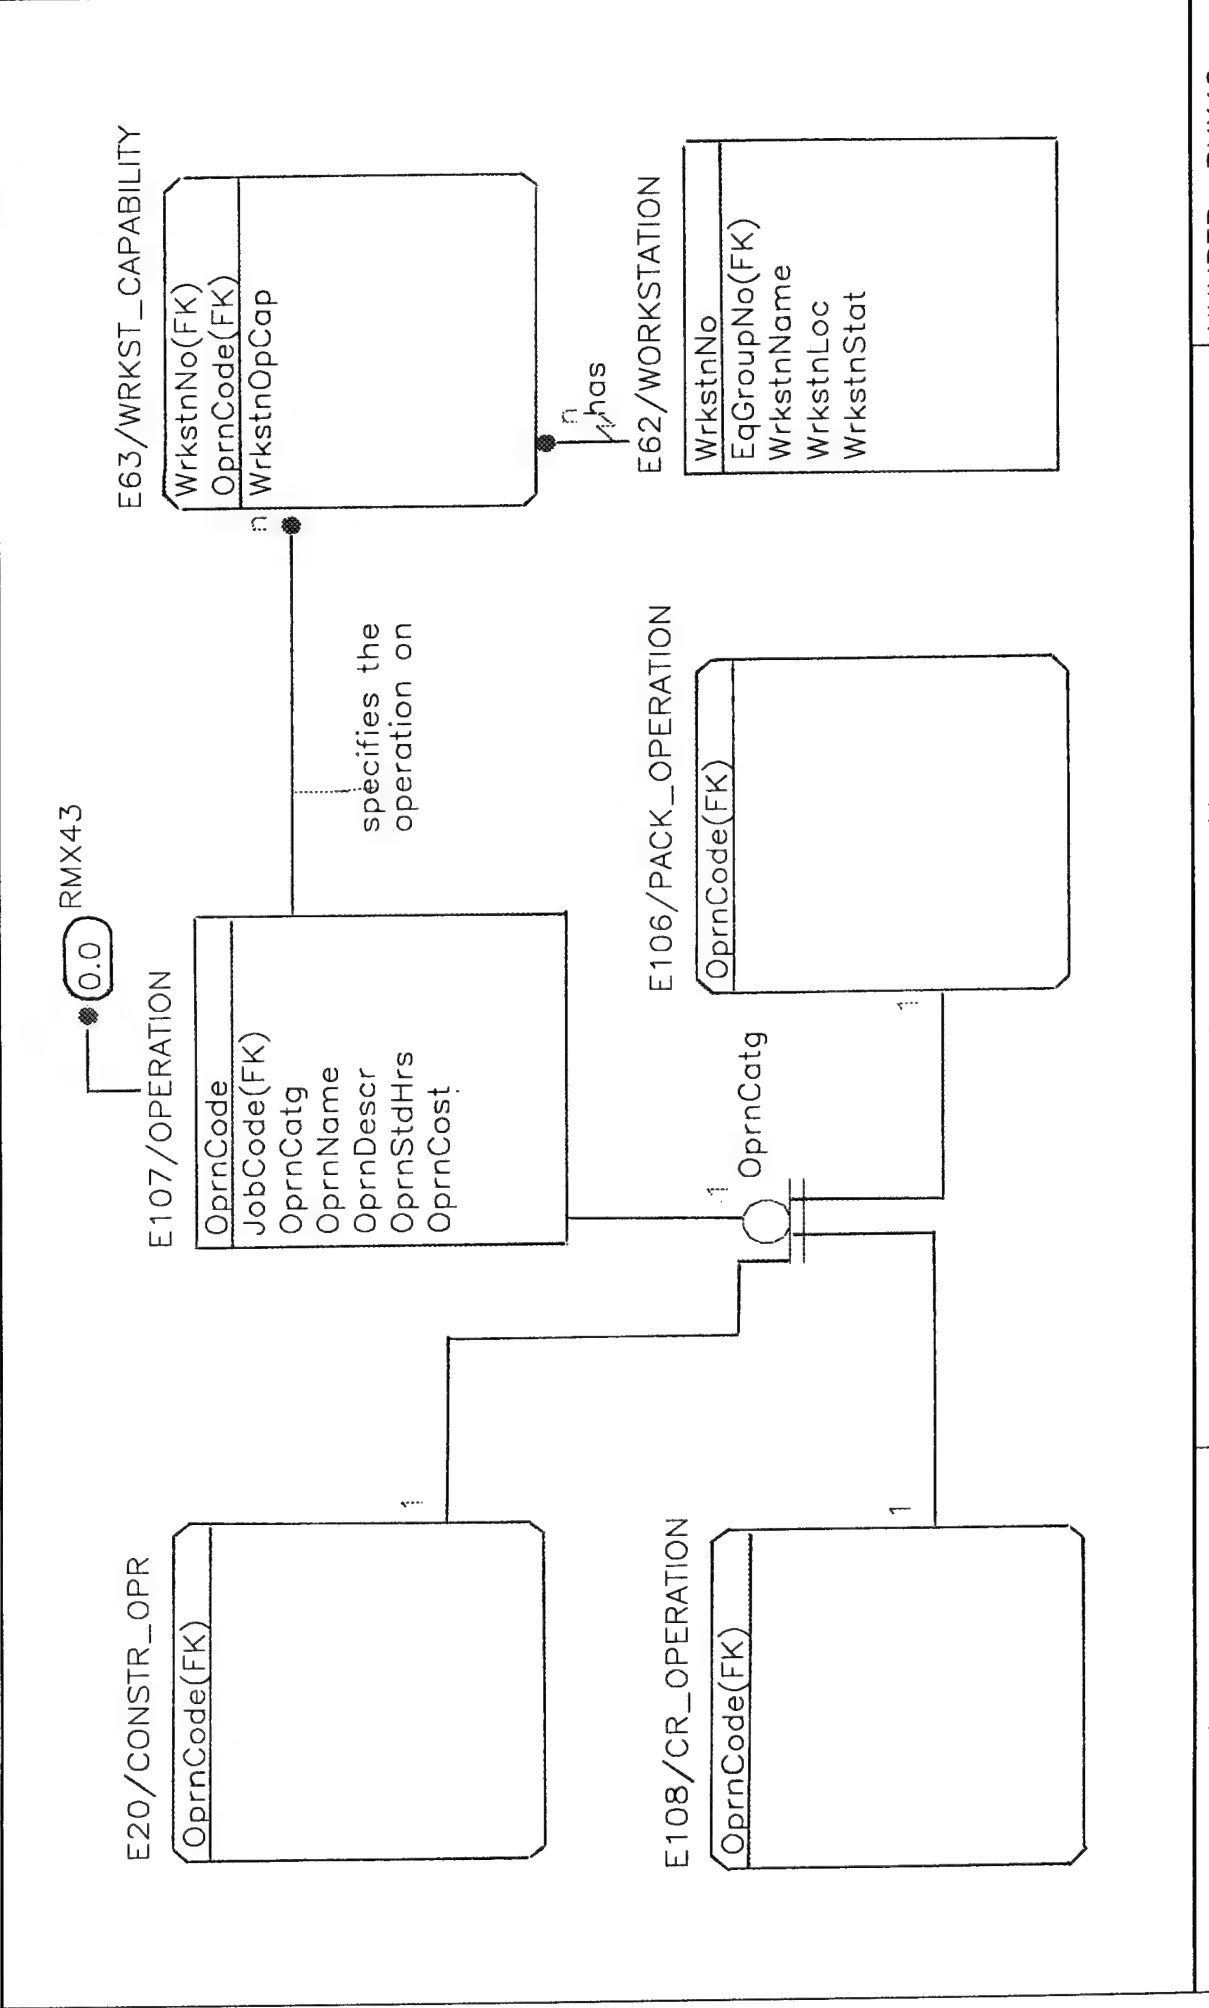 RMX43
0.0
E20/CONSTR_OPR
OprnCode(FK)
E107/OPERATION
OprnCode
JobCode(FK)
OprnCatg
OprnName
OprnDescr
OprnStdHrs
OprnCost
E63/WRKST_CAPABILITY
WrkstnNo(FK)
OprnCode(FK)
WrkstnOpCap
n
specifies the
operation on
1
n
has
E108/CR_OPERATION
OprnCode(FK)
1
1
OprnCatg
E106/PACK_OPERATION
OprnCode(FK)
1
E62/WORKSTATION
WrkstnNo
EqGroupNo(FK)
WrkstnName
WrkstnLoc
WrkstnStat